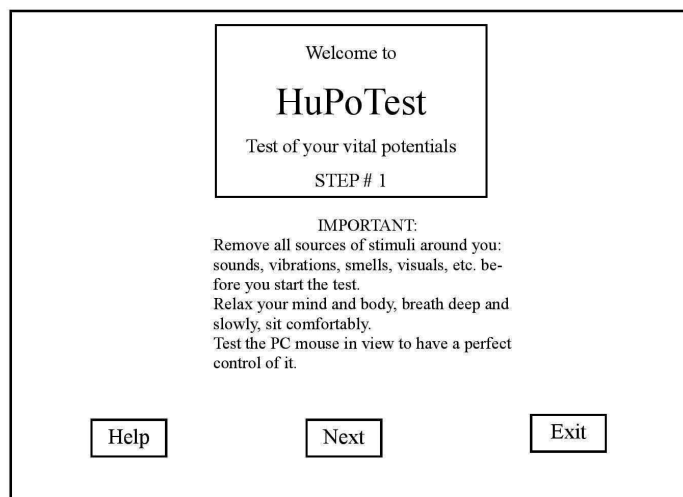 Welcome to
HuPoTest
Test of your vital potentials
STEP # 1
IMPORTANT:
Remove all sources of stimuli around you:
sounds, vibrations, smells, visuals, etc. be-
fore you start the test.
Relax your mind and body, breath deep and
slowly, sit comfortably.
Test the PC mouse in view to have a perfect
control of it.
Help
Next
Exit